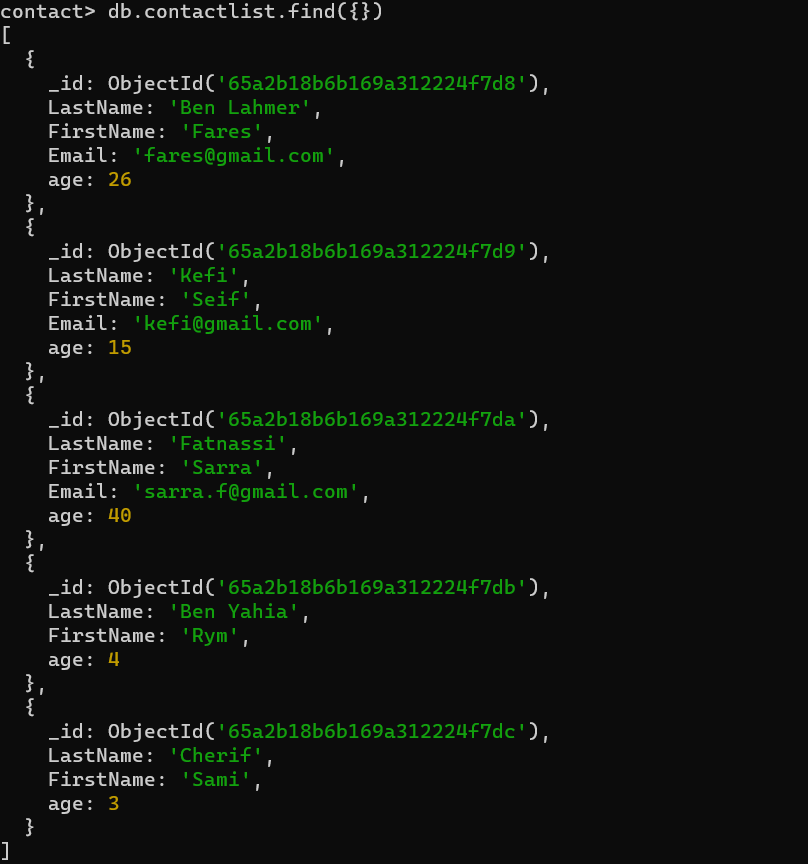 contact> db.contactlist.find({})
[
  {
    _id: ObjectId('65a2b18b6b169a312224f7d8'),
    LastName: 'Ben Lahmer',
    FirstName: 'Fares',
    Email: 'fares@gmail.com',
    age: 26
  },
  {
    _id: ObjectId('65a2b18b6b169a312224f7d9'),
    LastName: 'Kefi',
    FirstName: 'Seif',
    Email: 'kefi@gmail.com',
    age: 15
  },
  {
    _id: ObjectId('65a2b18b6b169a312224f7da'),
    LastName: 'Fatnassi',
    FirstName: 'Sarra',
    Email: 'sarra.f@gmail.com',
    age: 40
  },
  {
    _id: ObjectId('65a2b18b6b169a312224f7db'),
    LastName: 'Ben Yahia',
    FirstName: 'Rym',
    age: 4
  },
  {
    _id: ObjectId('65a2b18b6b169a312224f7dc'),
    LastName: 'Cherif',
    FirstName: 'Sami',
    age: 3
  }
]